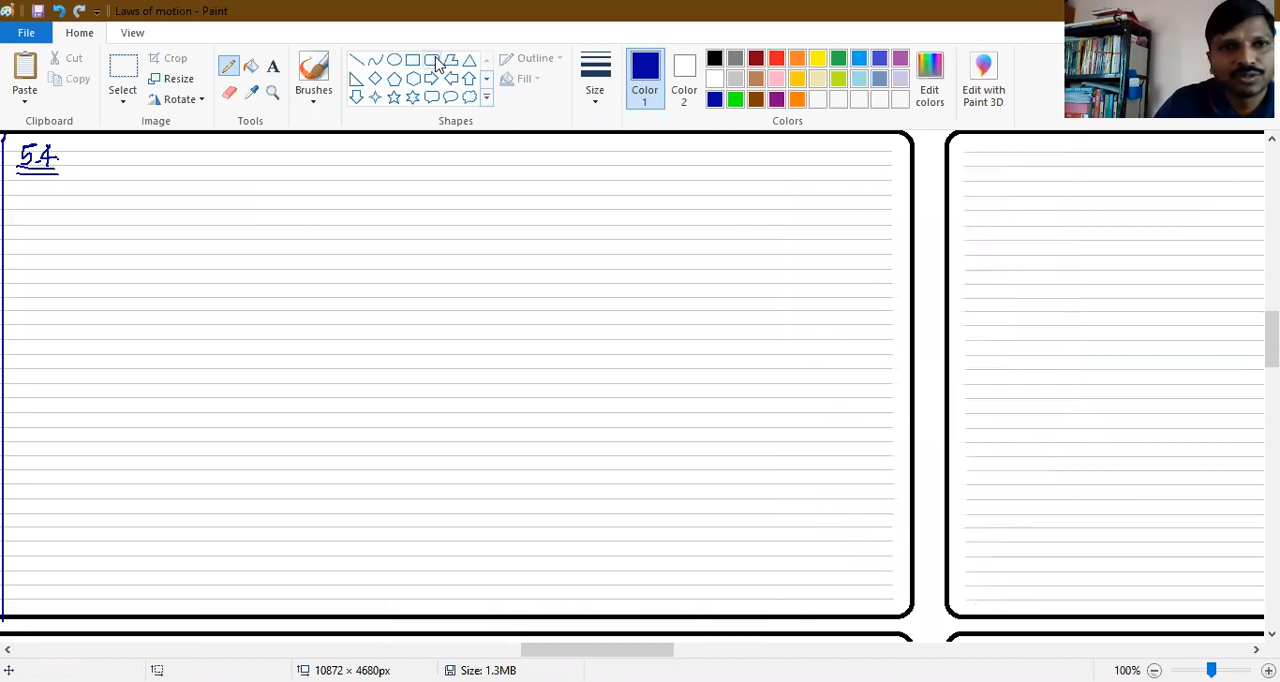 Laws of motion - Paint
File Home View
Paste Cut Copy Clipboard
Select Crop Resize Rotate Image
Tools
Brushes
Outline Fill Shapes
Size
Color 1 Color 2 Edit colors Colors
Edit with Paint 3D
5.4
10872 × 4680px Size: 1.3MB 100%